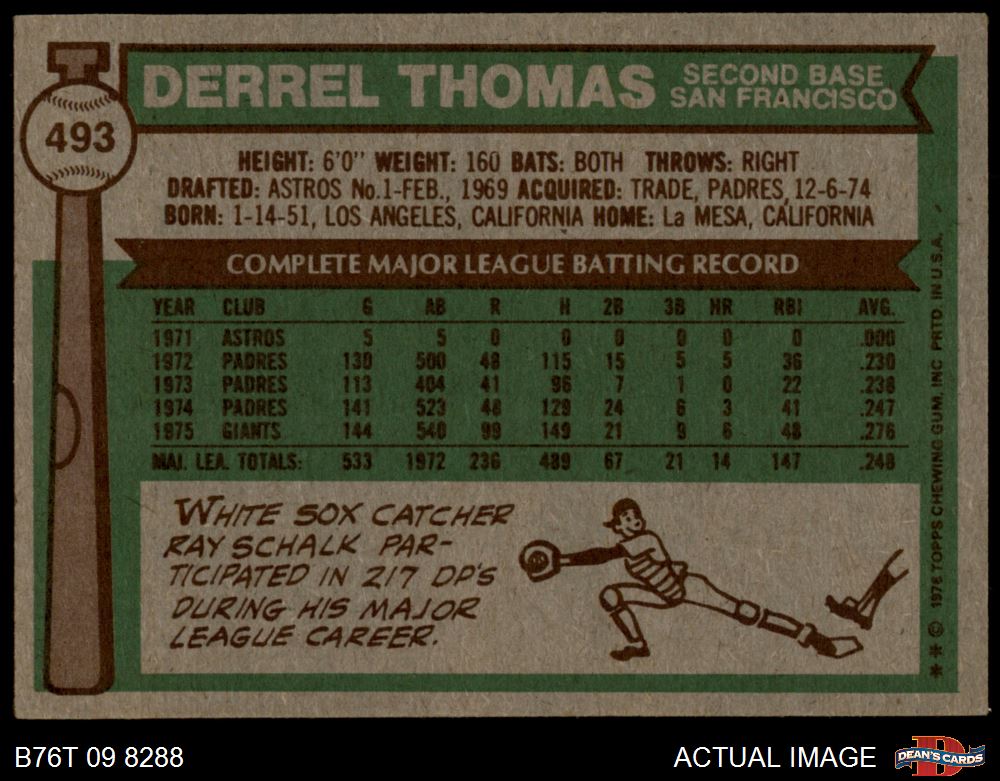 493
DERREL THOMAS
SECOND BASE
SAN FRANCISCO
HEIGHT: 6'0" WEIGHT: 160 BATS: BOTH THROWS: RIGHT
DRAFTED: ASTROS No.1-FEB., 1969 ACQUIRED: TRADE, PADRES, 12-6-74
BORN: 1-14-51, LOS ANGELES, CALIFORNIA HOME: La MESA, CALIFORNIA
COMPLETE MAJOR LEAGUE BATTING RECORD
YEAR CLUB G AB R H 2B 3B HR RBI AVG.
1971 ASTROS 5 5 0 0 0 0 0 0 .000
1972 PADRES 130 500 48 115 15 5 5 36 .230
1973 PADRES 113 404 41 96 7 1 0 22 .238
1974 PADRES 141 523 48 129 24 6 3 41 .247
1975 GIANTS 144 540 99 149 21 9 6 48 .276
MAJ. LEA. TOTALS: 533 1972 236 489 67 21 14 147 .248
WHITE SOX CATCHER
RAY SCHALK PAR-
TICIPATED IN 217 DP'S
DURING HIS MAJOR
LEAGUE CAREER.
** © 1976 TOPPS CHEWING GUM, INC PRTD IN U.S.A.
B76T 09 8288
ACTUAL IMAGE
DEAN'S CARDS